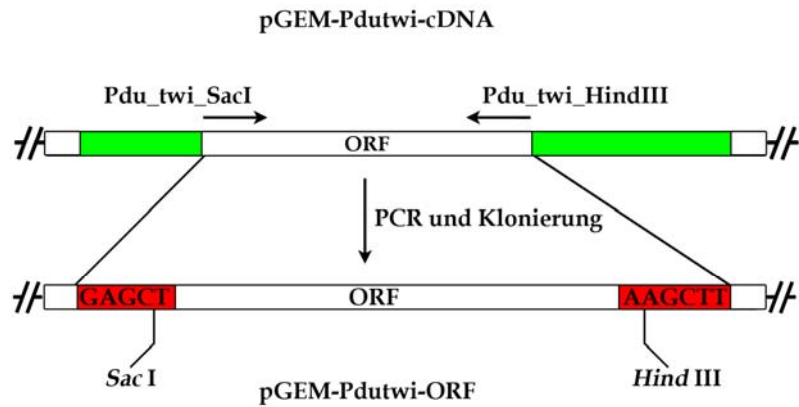 pGEM-Pdutwi-cDNA
Pdu_twi_SacI
Pdu_twi_HindIII
ORF
PCR und Klonierung
GAGCT
ORF
AAGCTT
Sac I
Hind III
pGEM-Pdutwi-ORF